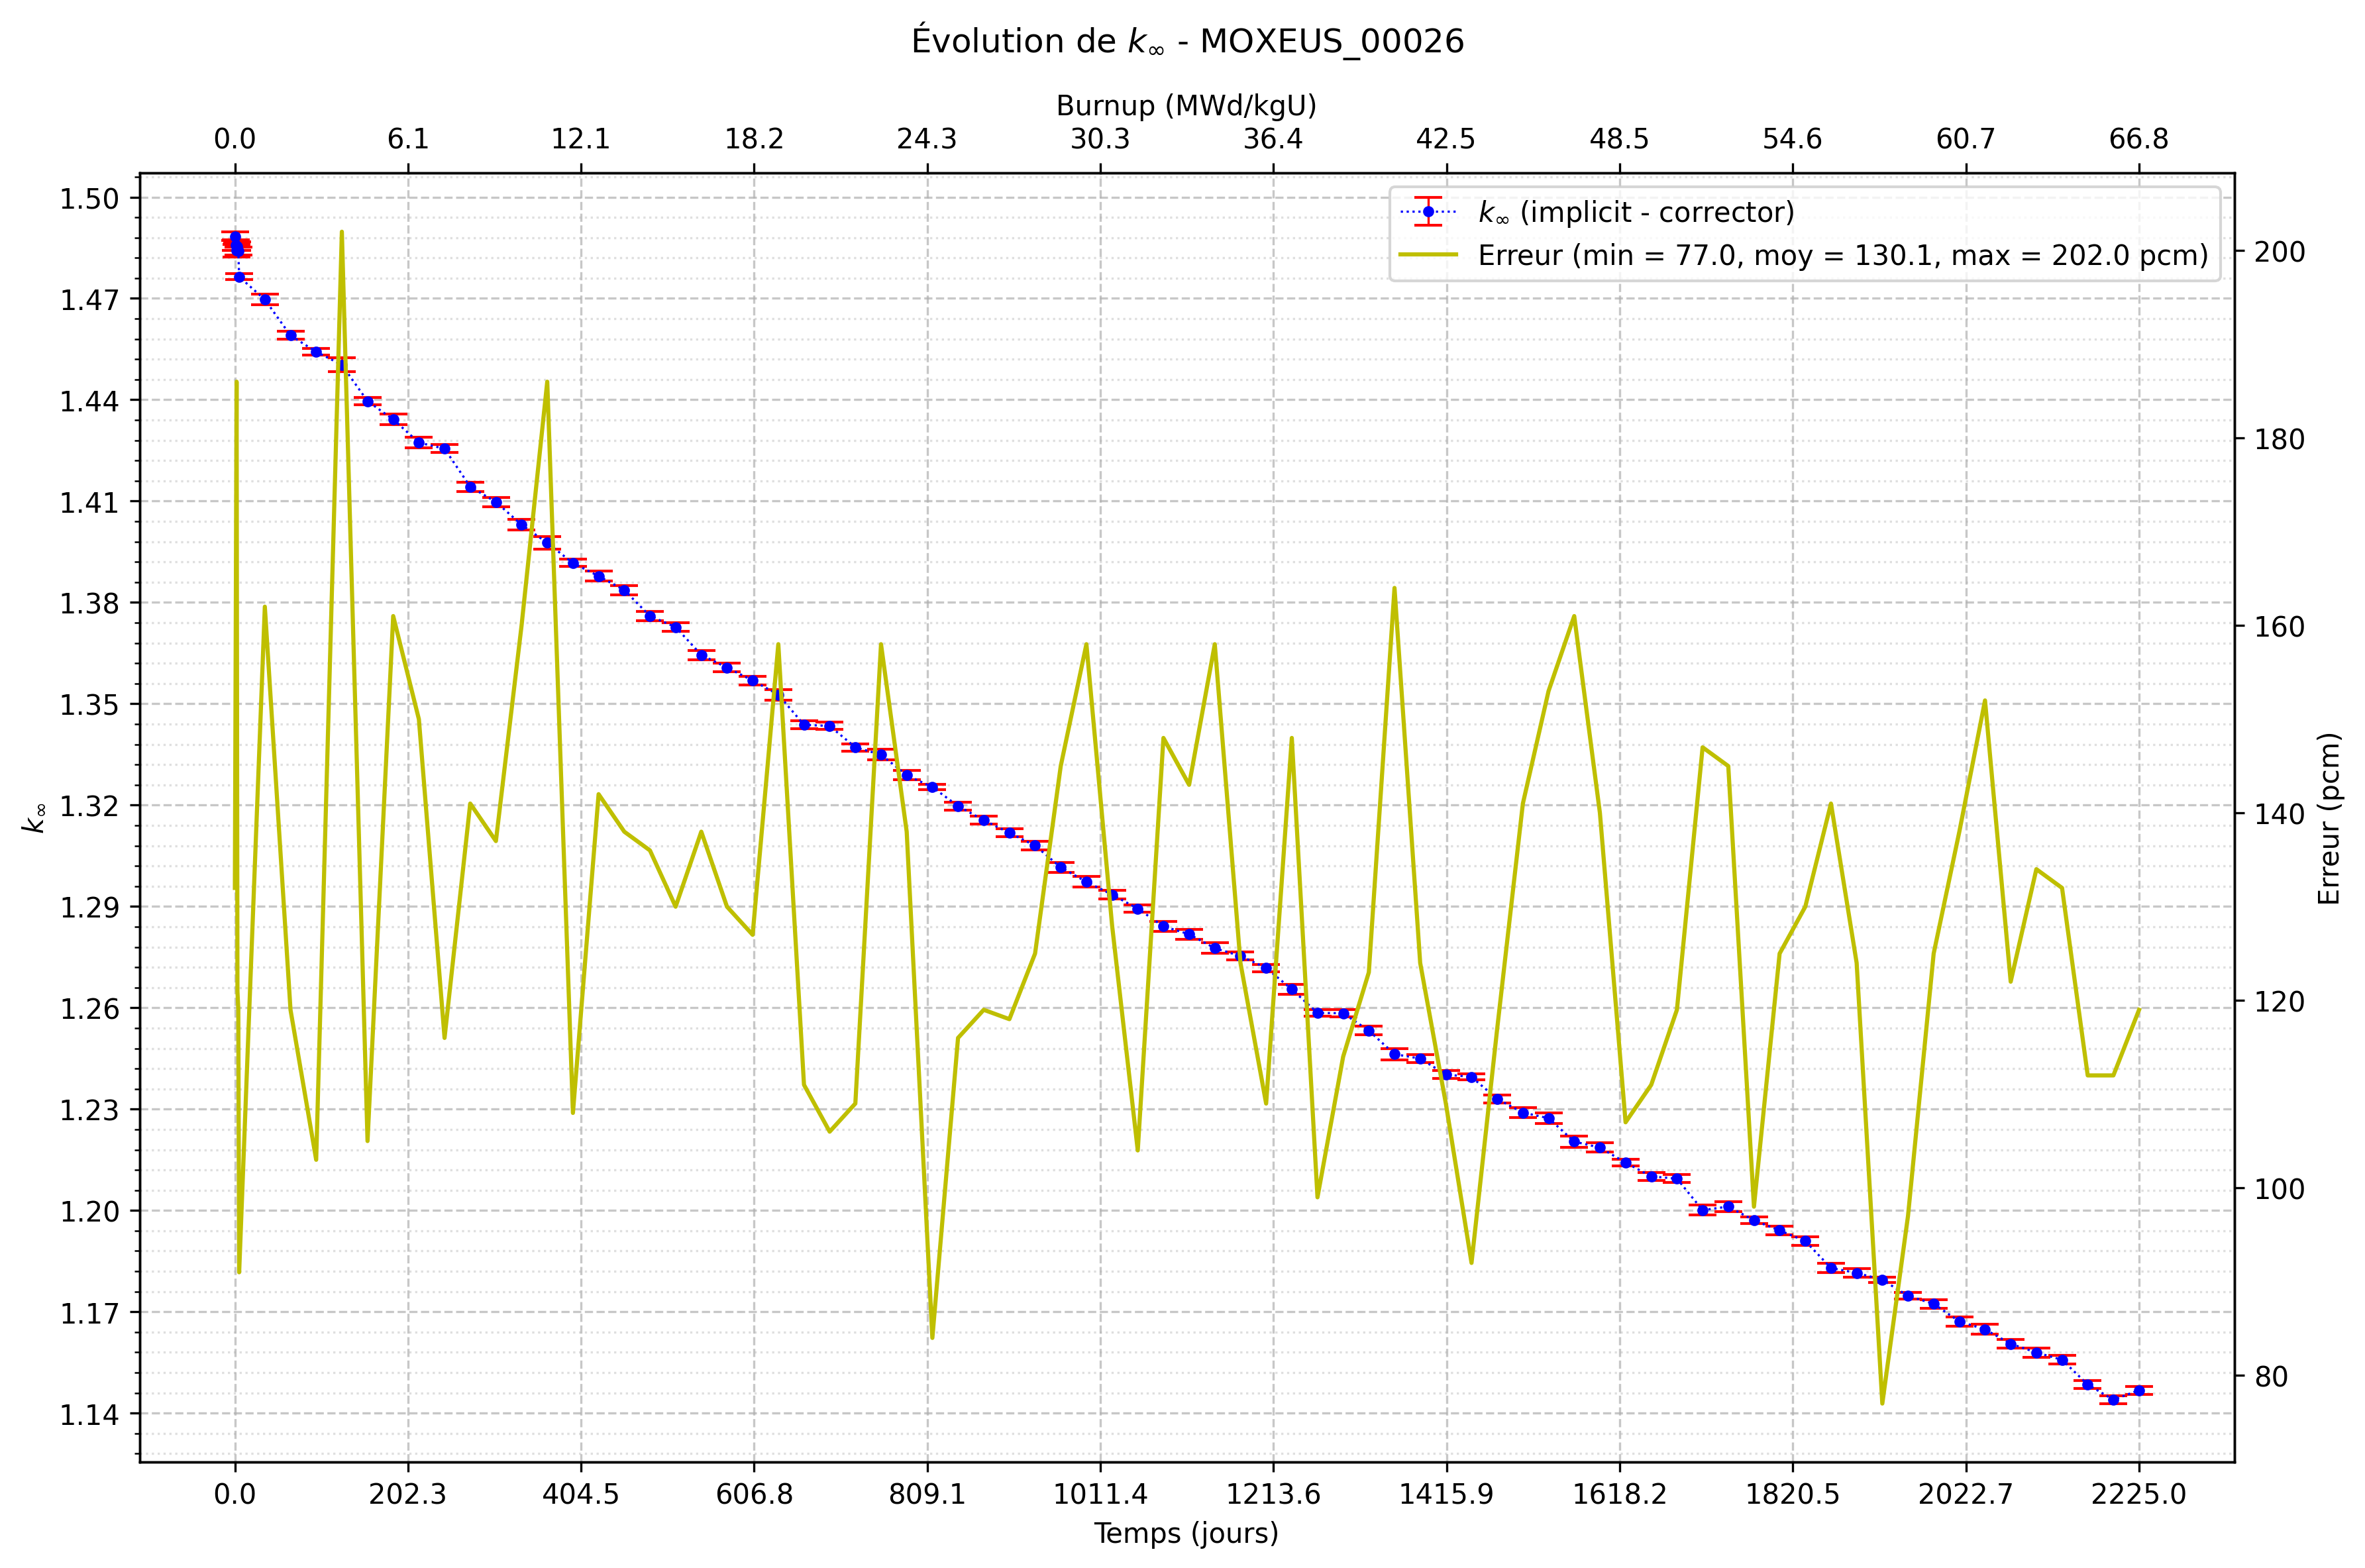 Évolution de k∞ - MOXEUS_00026
Burnup (MWd/kgU)
0.0 6.1 12.1 18.2 24.3 30.3 36.4 42.5 48.5 54.6 60.7 66.8
k∞ (implicit - corrector)
Erreur (min = 77.0, moy = 130.1, max = 202.0 pcm)
1.50
1.47
1.44
1.41
1.38
1.35
1.32
1.29
1.26
1.23
1.20
1.17
1.14
k∞
200
180
160
140
120
100
80
Erreur (pcm)
0.0 202.3 404.5 606.8 809.1 1011.4 1213.6 1415.9 1618.2 1820.5 2022.7 2225.0
Temps (jours)